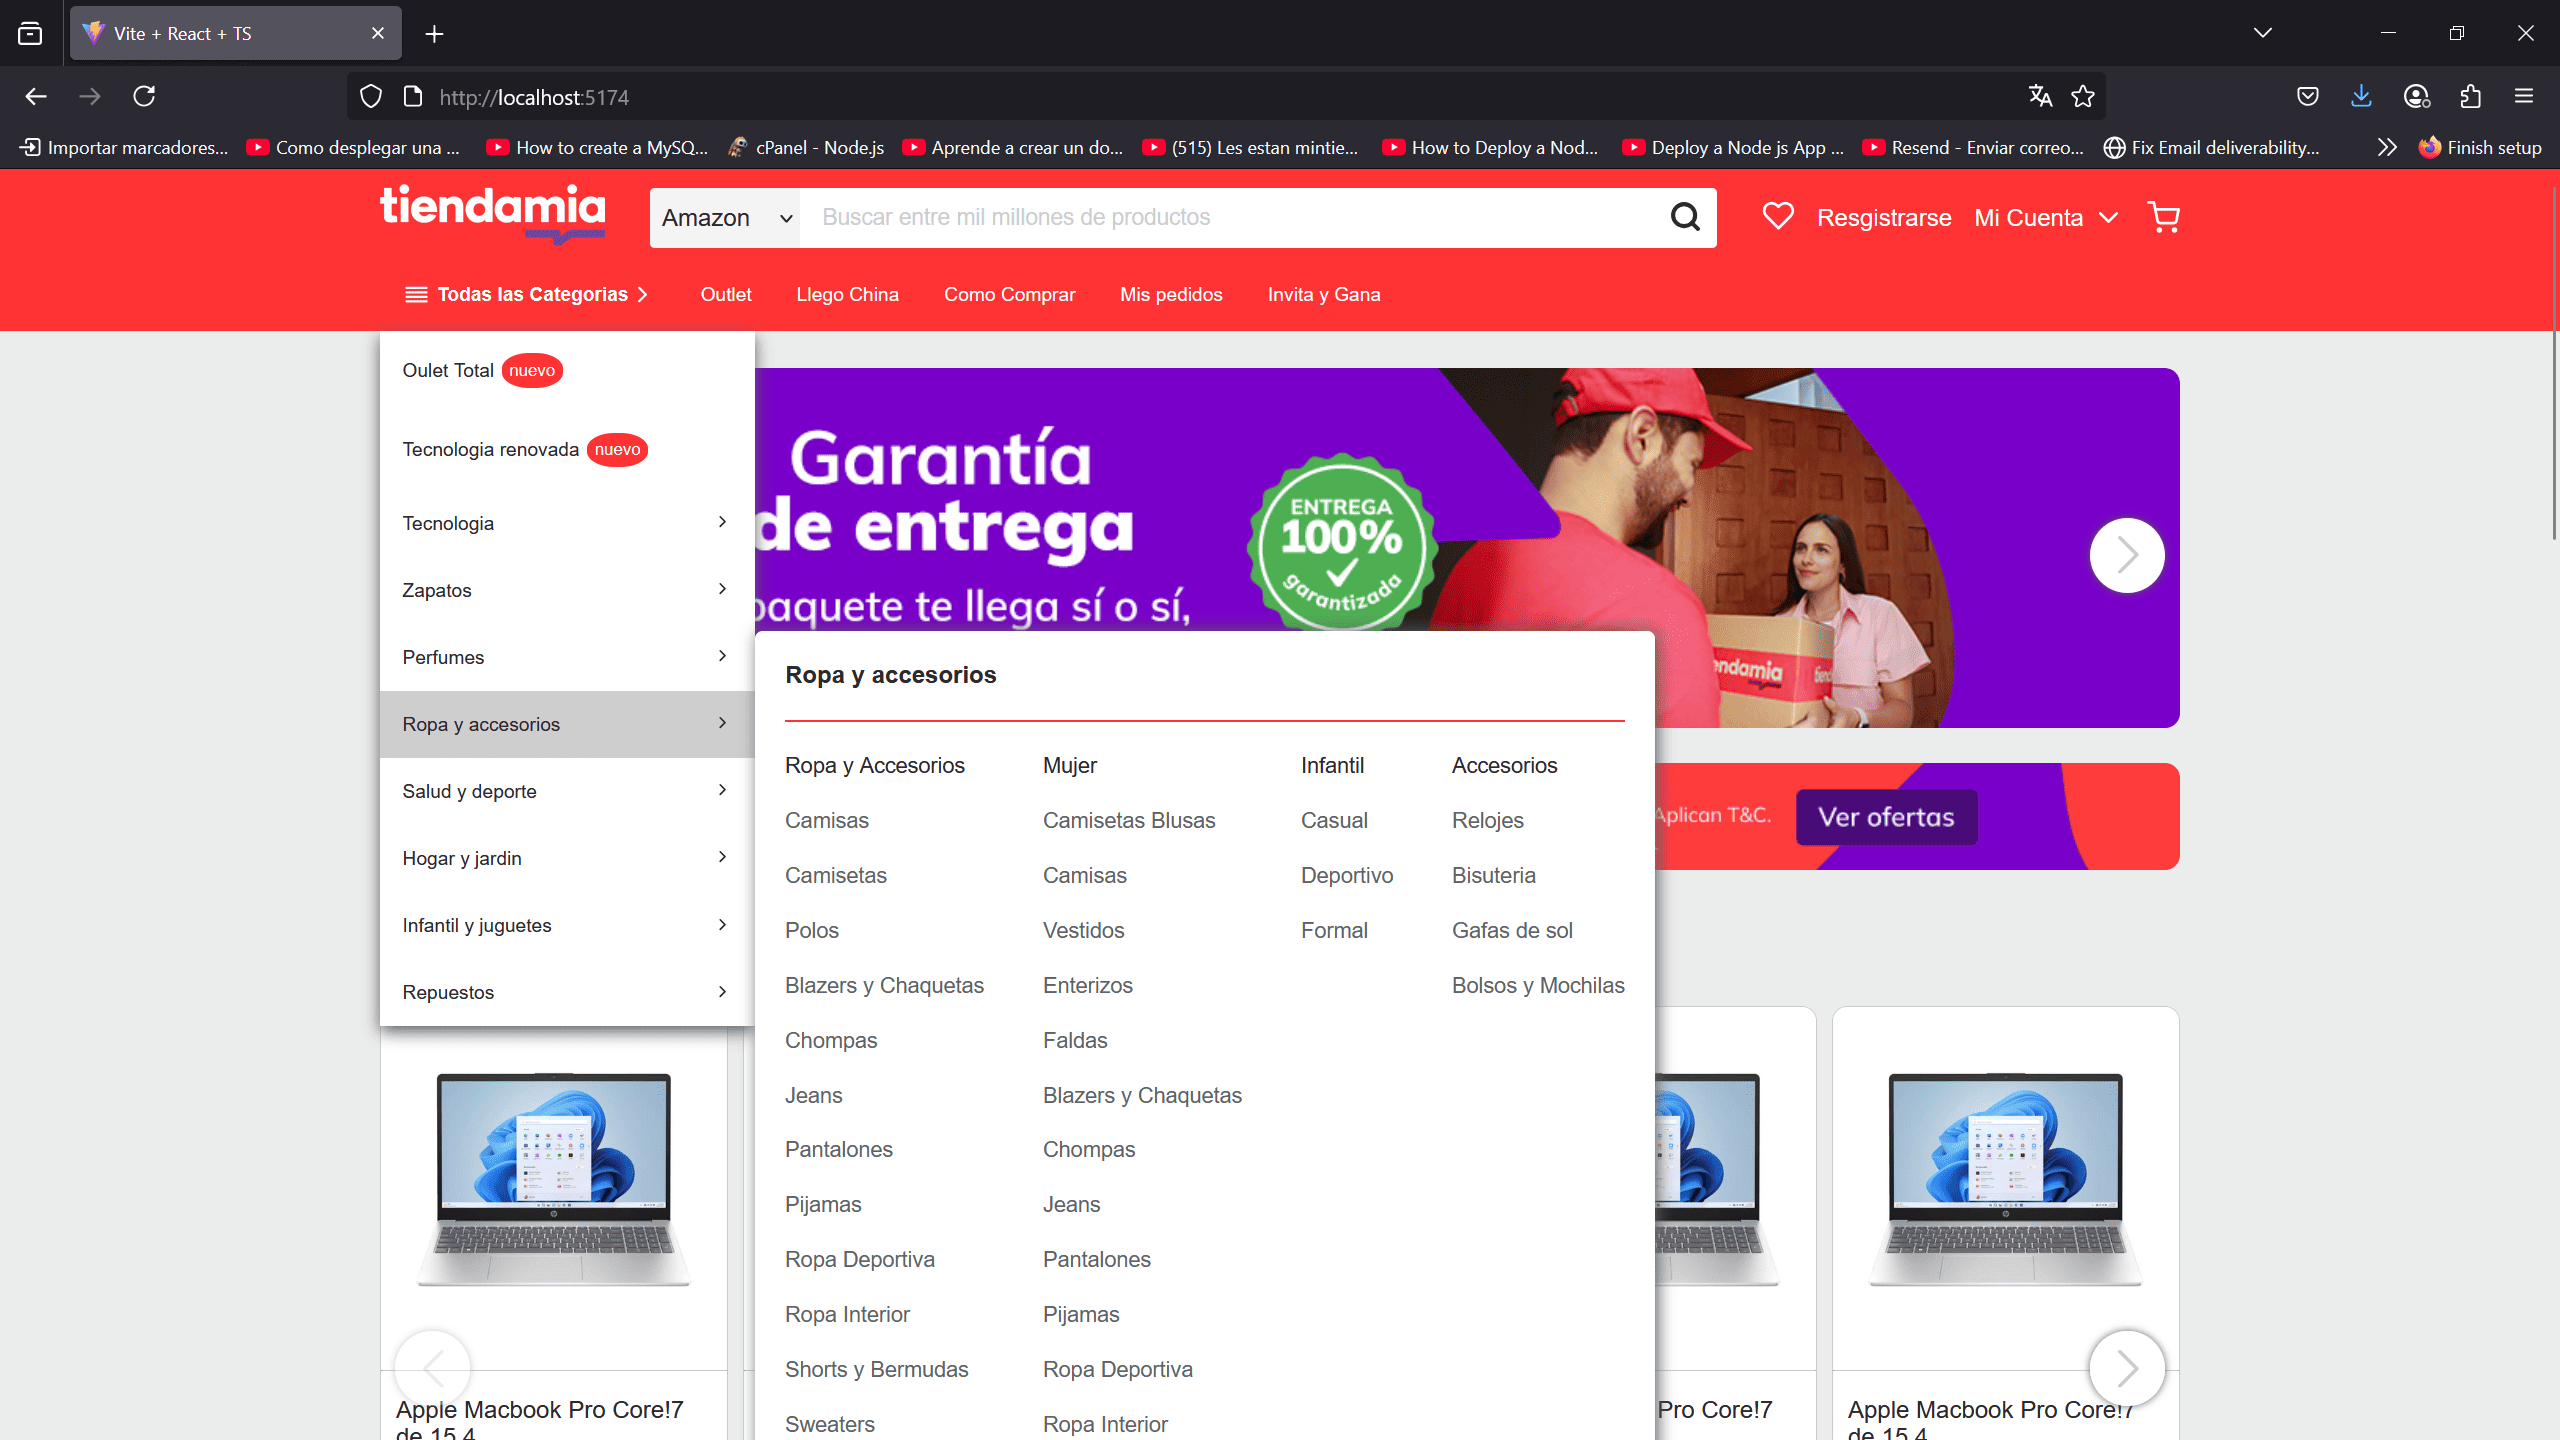 Vite + React + TS
http://localhost:5174
Importar marcadores...
Como desplegar una ...
How to create a MySQ...
cPanel - Node.js
Aprende a crear un do...
(515) Les estan mintie...
How to Deploy a Nod...
Deploy a Node js App ...
Resend - Enviar correo...
Fix Email deliverability...
Finish setup
tiendamia
Amazon
Buscar entre mil millones de productos
Resgistrarse
Mi Cuenta
Todas las Categorias
Outlet
Llego China
Como Comprar
Mis pedidos
Invita y Gana
Oulet Total nuevo
Tecnologia renovada nuevo
Tecnologia
Zapatos
Perfumes
Ropa y accesorios
Salud y deporte
Hogar y jardin
Infantil y juguetes
Repuestos
Garantía
de entrega
paquete te llega sí o sí,
ENTREGA
100%
garantizada
endamia
Ropa y accesorios
Ropa y Accesorios
Camisas
Camisetas
Polos
Blazers y Chaquetas
Chompas
Jeans
Pantalones
Pijamas
Ropa Deportiva
Ropa Interior
Shorts y Bermudas
Sweaters
Mujer
Camisetas Blusas
Camisas
Vestidos
Enterizos
Faldas
Blazers y Chaquetas
Chompas
Jeans
Pantalones
Pijamas
Ropa Deportiva
Ropa Interior
Infantil
Casual
Deportivo
Formal
Accesorios
Relojes
Bisuteria
Gafas de sol
Bolsos y Mochilas
Aplican T&C.
Ver ofertas
Apple Macbook Pro Core!7
de 15.4
Pro Core!7
Apple Macbook Pro Core!7
de 15.4